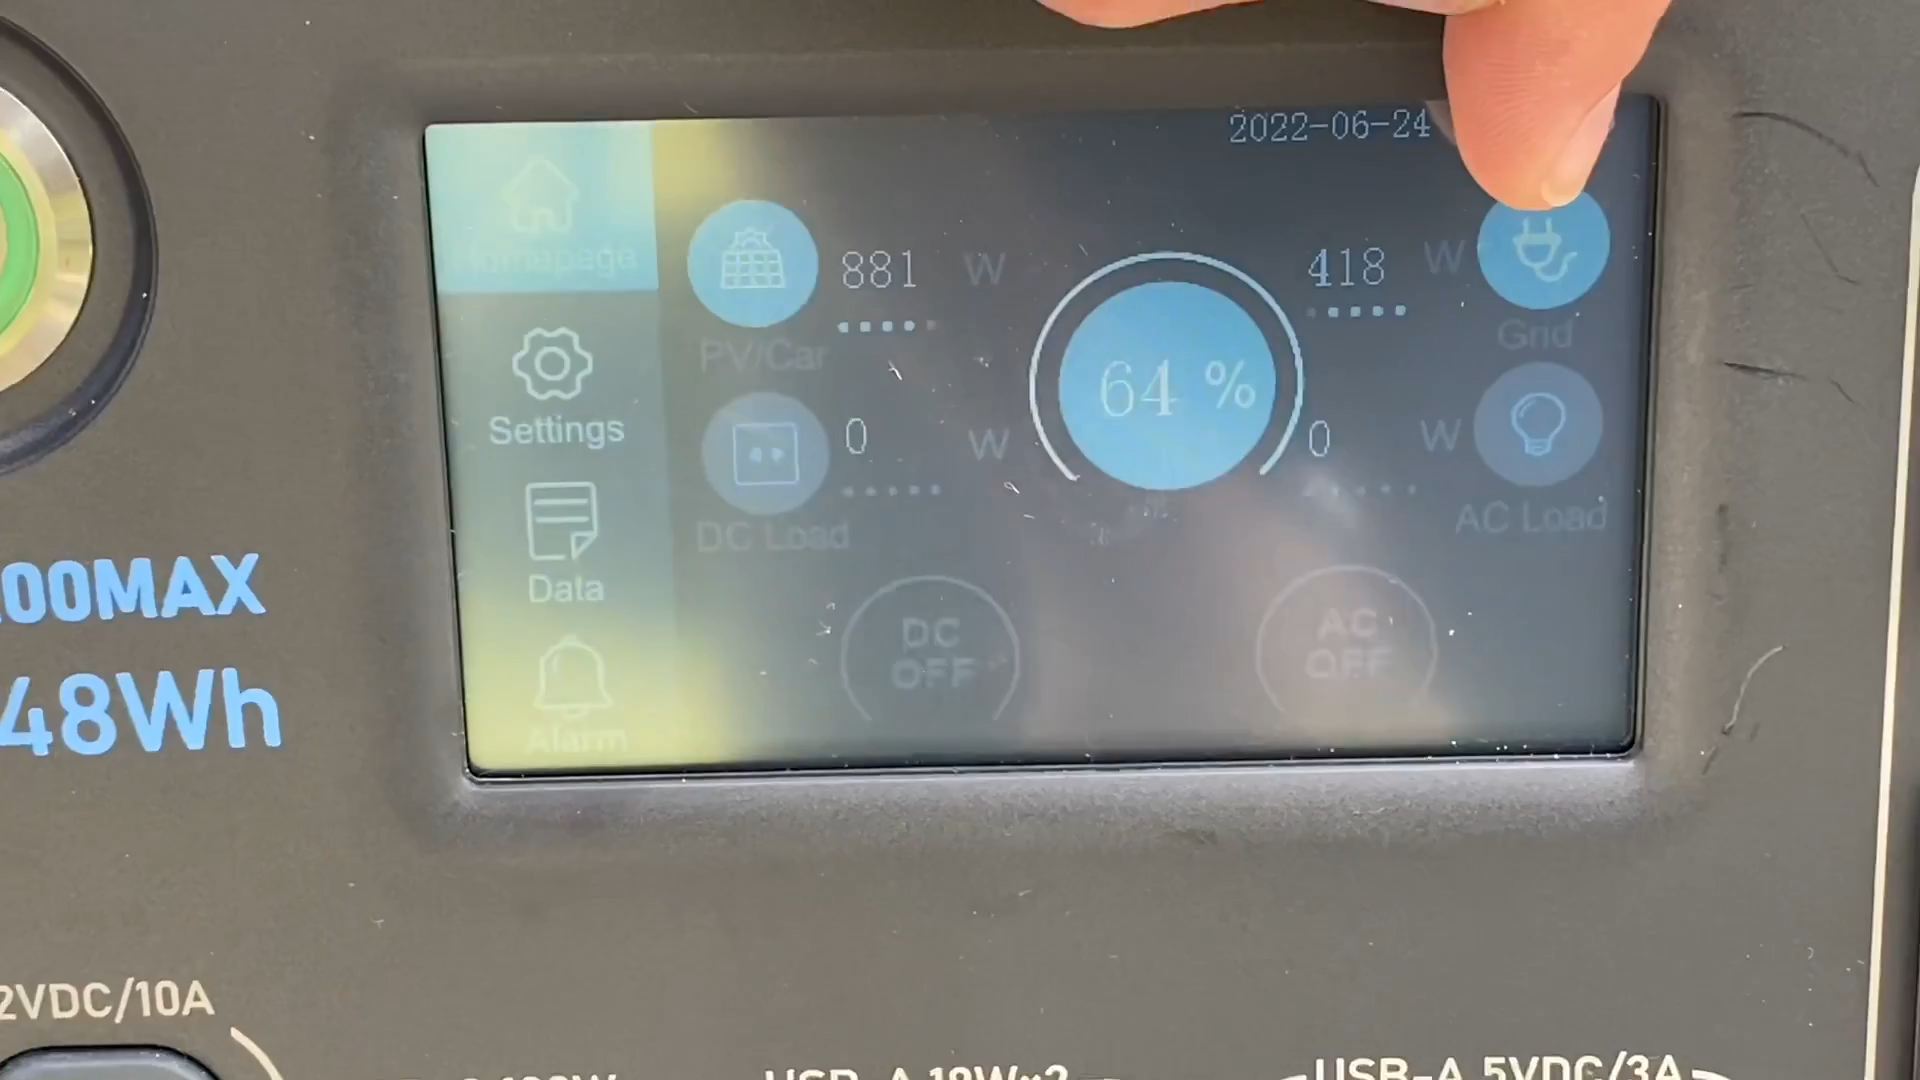 2022-06-24
Homepage
881 W
418 W
PV/Car
Grid
64 %
Settings
0 W
0 W
DC Load
AC Load
Data
DC
OFF
AC
OFF
Alarm
00MAX
48Wh
2VDC/10A
USB-A 18W×2
USB-A 5VDC/3A